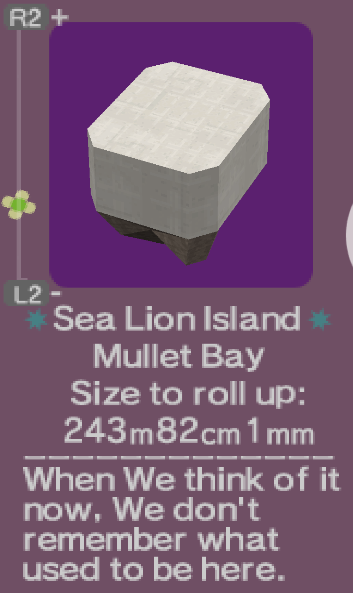 R2 +
L2 -
Sea Lion Island
Mullet Bay
Size to roll up:
243m82cm1mm
When We think of it
now, We don't
remember what
used to be here.